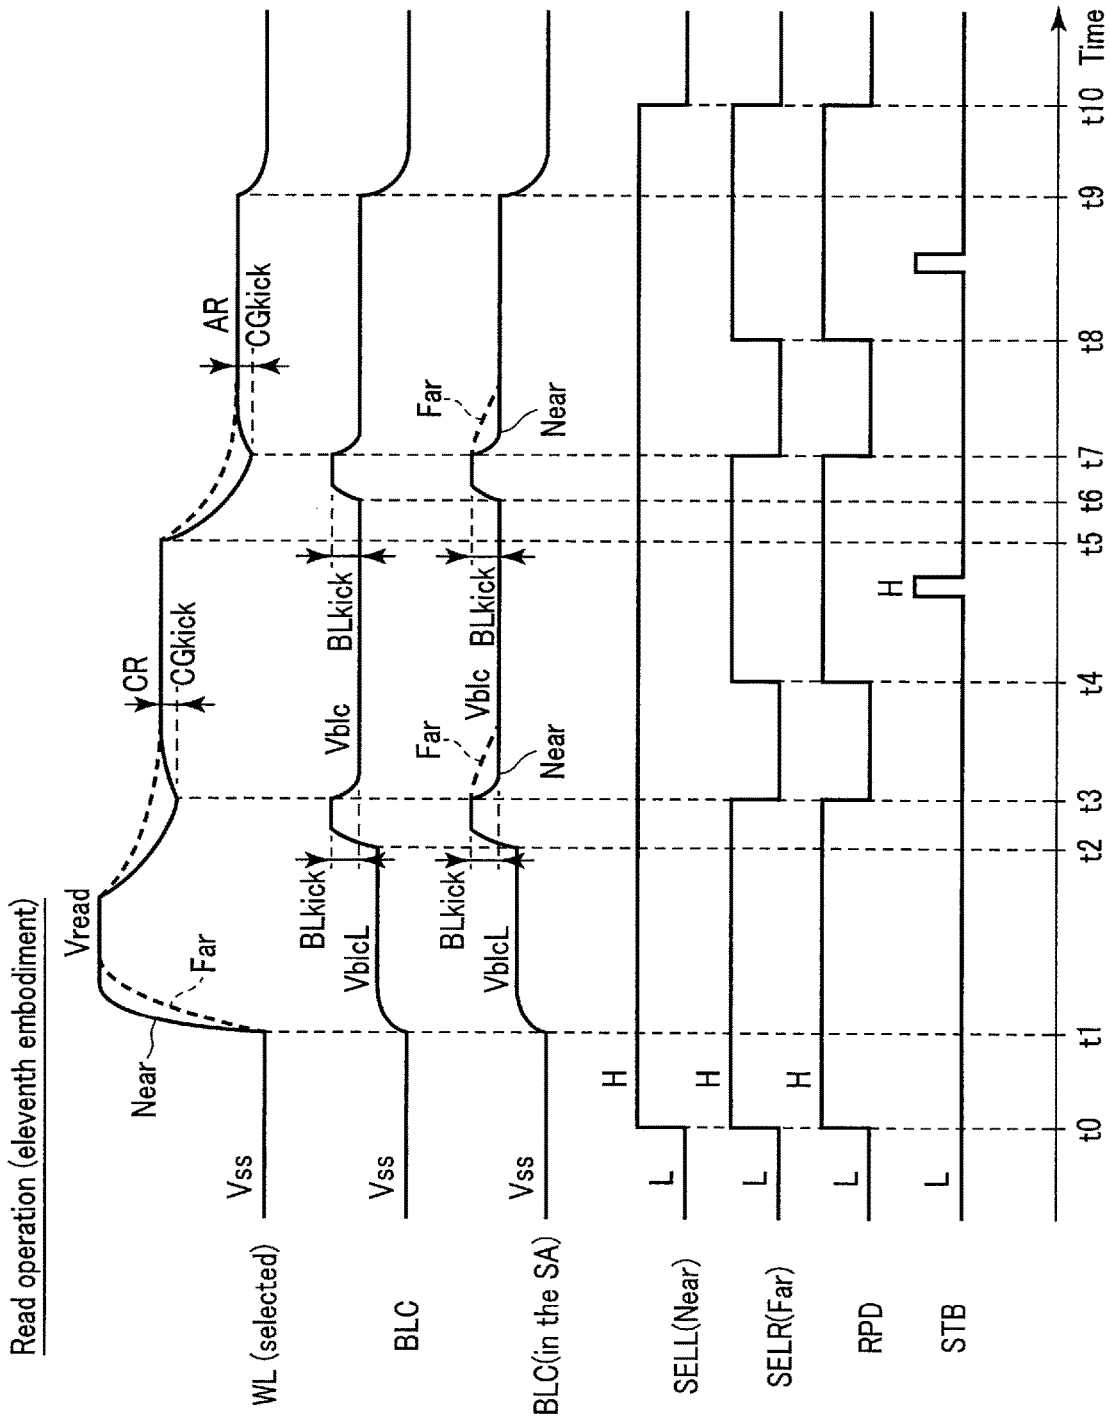 Read operation (eleventh embodiment)
WL (selected)
Vss
Near
Far
Vread
CR
CGkick
AR
CGkick
BLC
Vss
VblcL
BLkick
Vblc
BLkick
BLC(in the SA)
Vss
VblcL
BLkick
Far
Near
Vblc
BLkick
Far
Near
SELL(Near)
L
H
SELR(Far)
L
H
RPD
L
H
STB
L
H
t0 t1 t2 t3 t4 t5 t6 t7 t8 t9 t10 Time